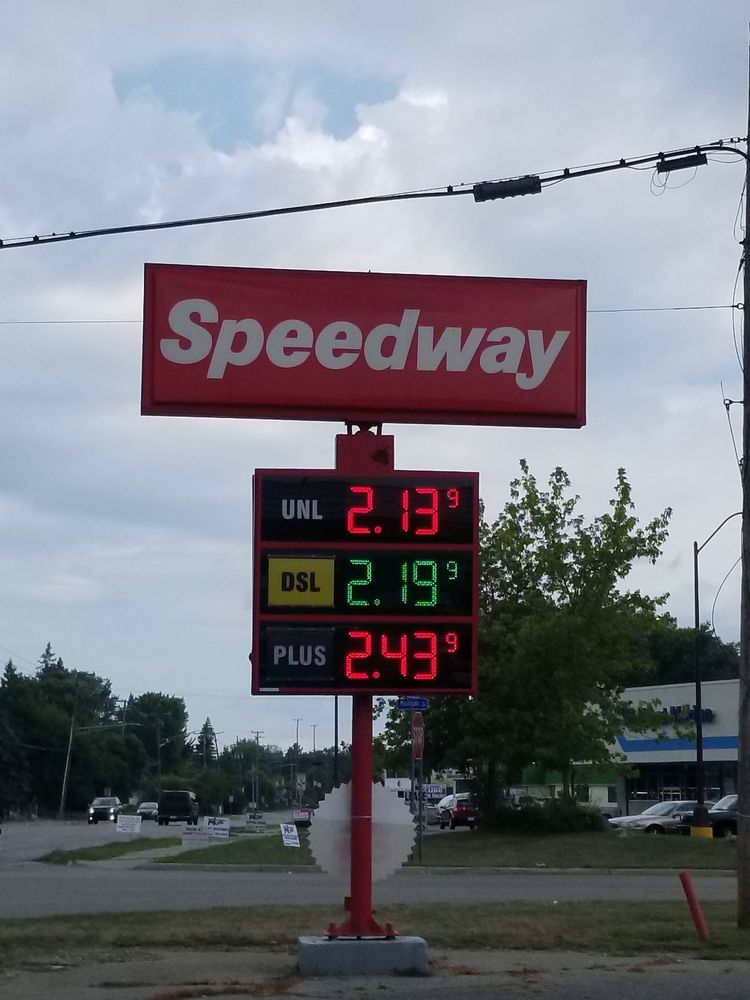 Speedway
UNL 2.13 9
DSL 2.19 9
PLUS 2.43 9